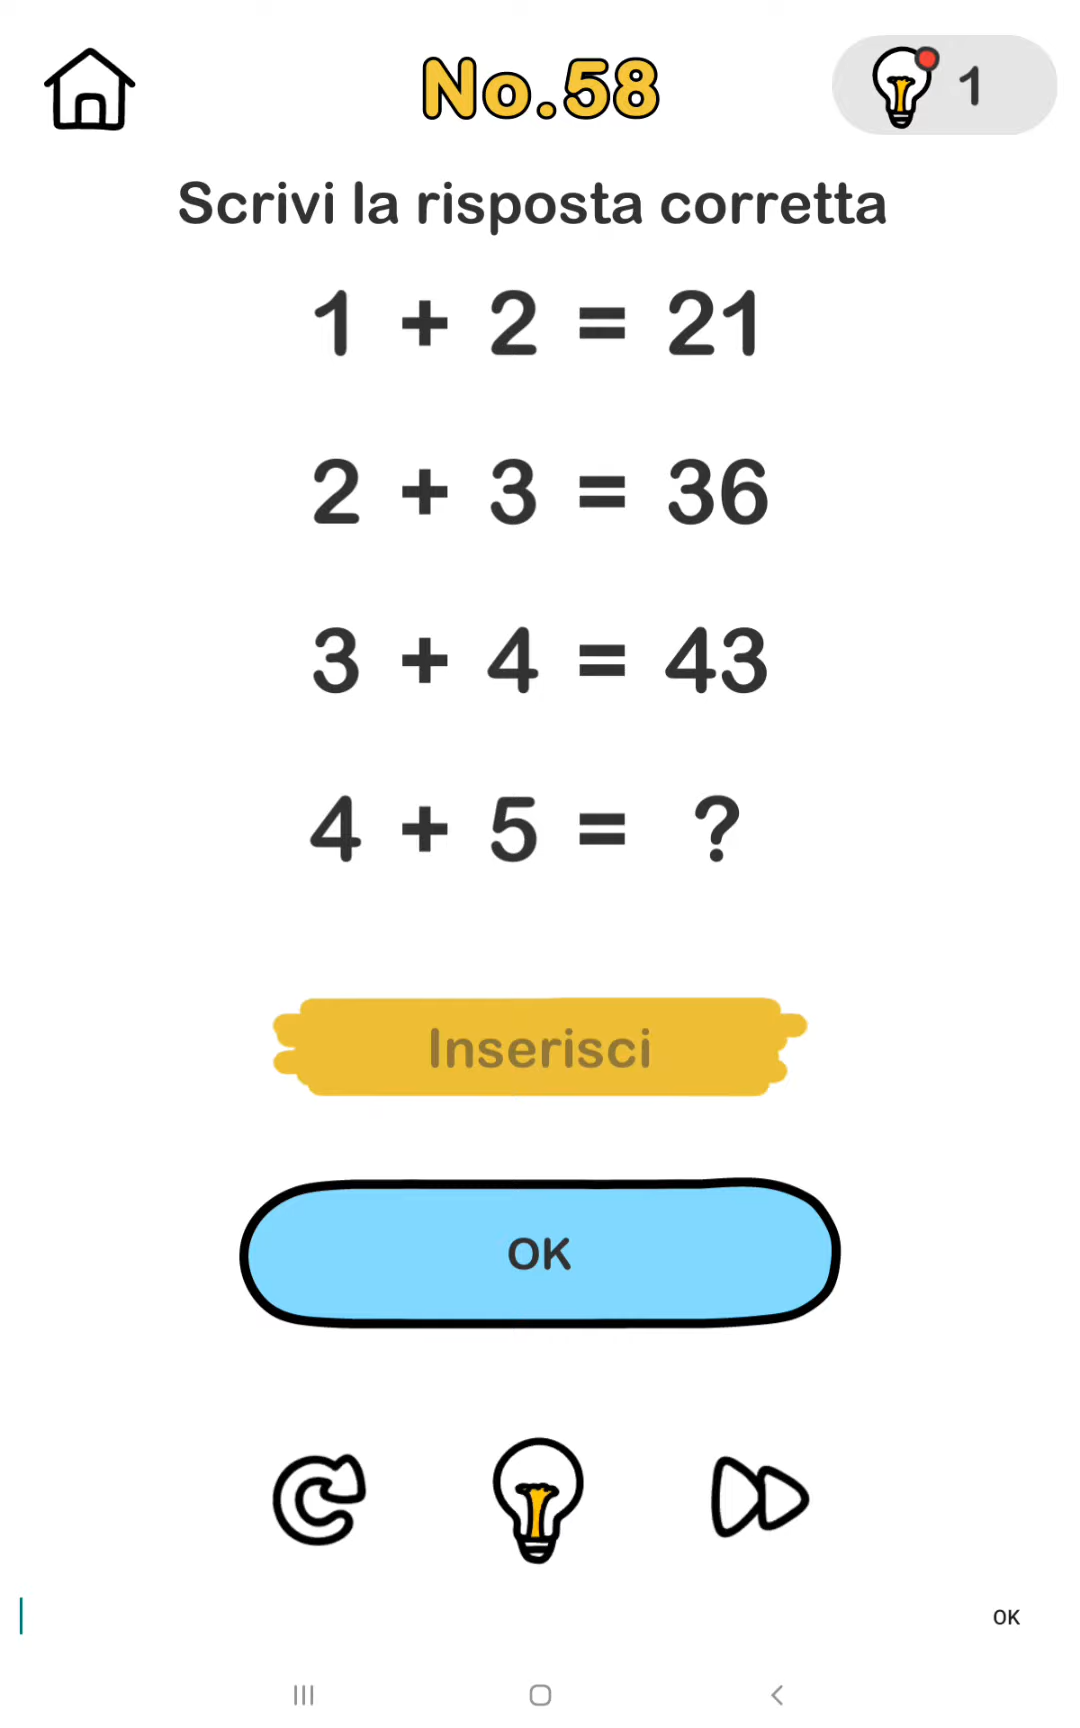 No.58
1
Scrivi la risposta corretta
1 + 2 = 21
2 + 3 = 36
3 + 4 = 43
4 + 5 = ?
Inserisci
OK
OK